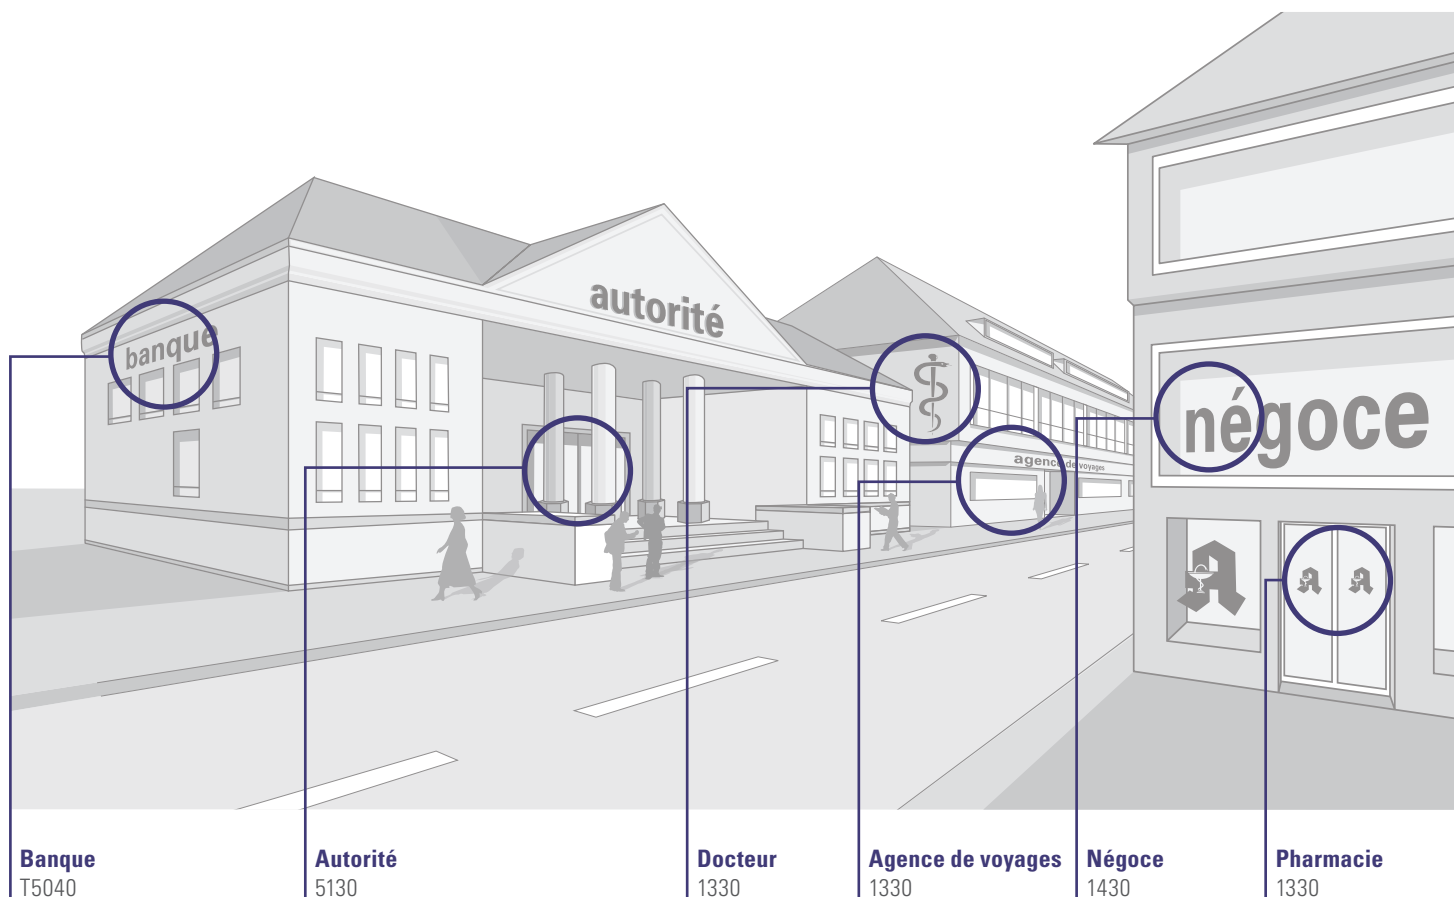 autorité
banque
négoce
agence de voyages
A
A
A
Banque
T5040
Autorité
5130
Docteur
1330
Agence de voyages
1330
Négoce
1430
Pharmacie
1330